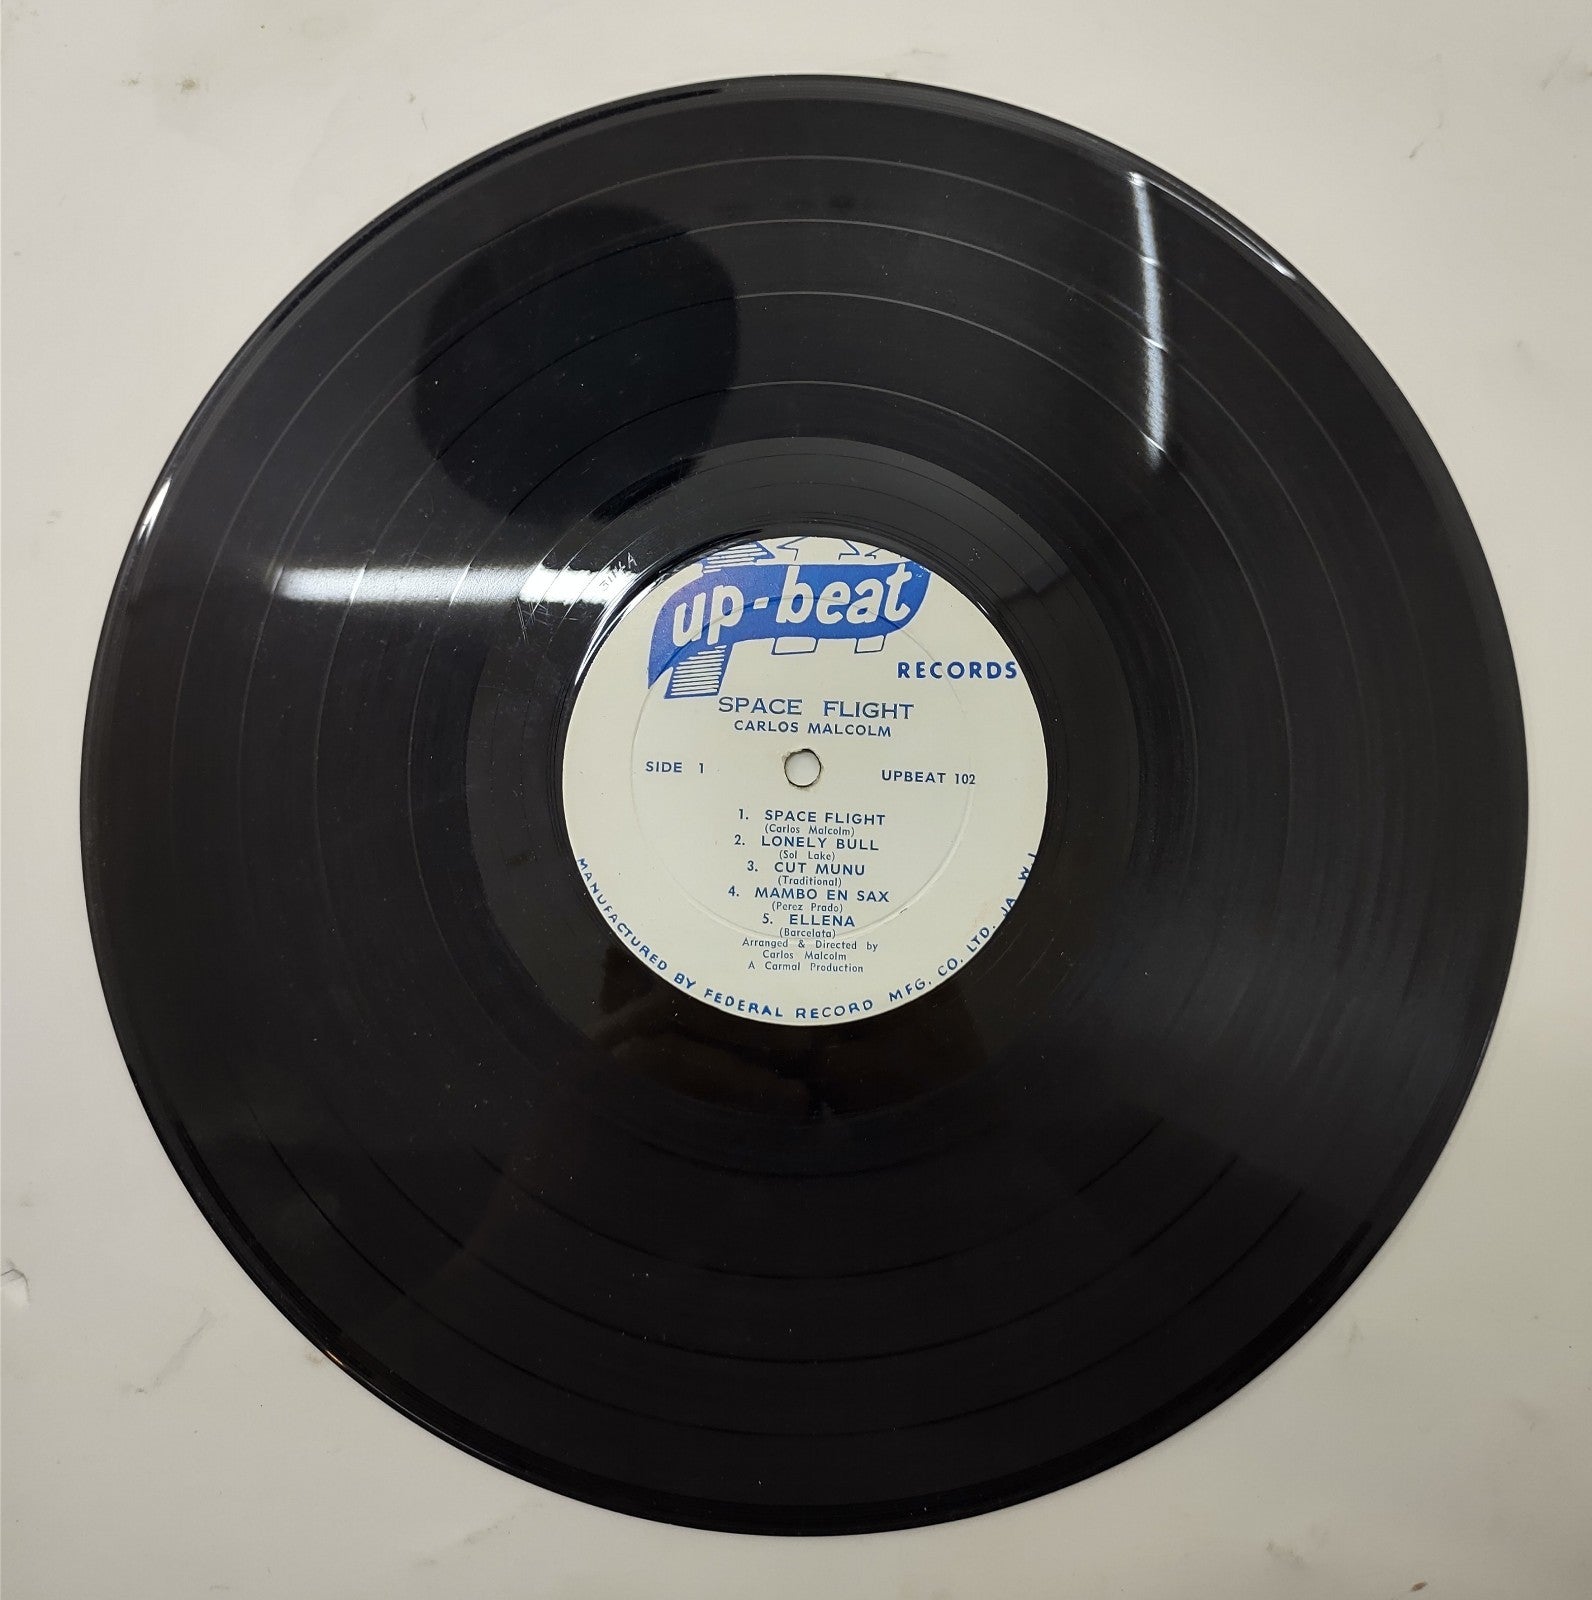 up-beat
RECORDS
SPACE FLIGHT
CARLOS MALCOLM
SIDE 1
UPBEAT 102
1. SPACE FLIGHT
(Carlos Malcolm)
2. LONELY BULL
(Sol Lake)
3. CUT MUNU
(Traditional)
4. MAMBO EN SAX
(Perez Prado)
5. ELLENA
(Barcelata)
Arranged & Directed by
Carlos Malcolm
A Carmal Production
MANUFACTURED BY FEDERAL RECORD MFG. CO. LTD. JA. W.I.